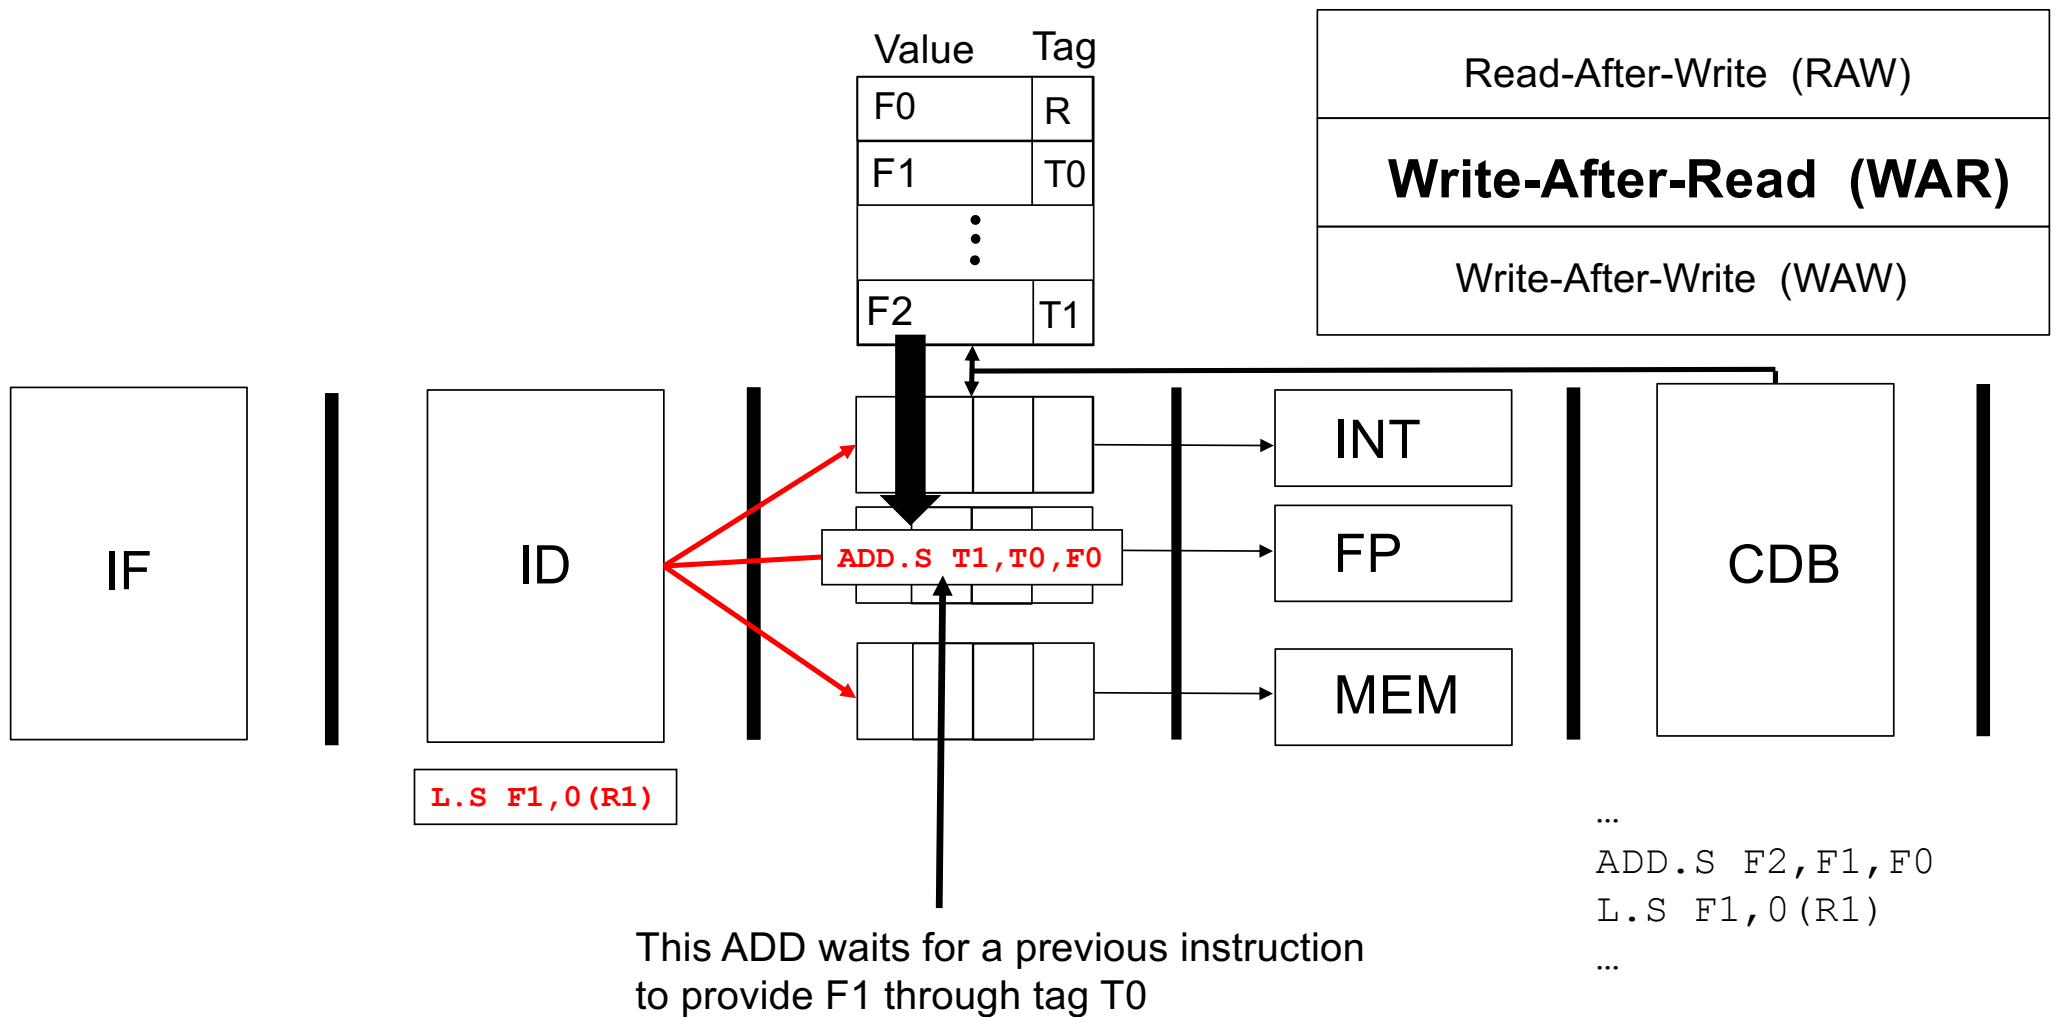 Value Tag
F0 R
F1 T0
F2 T1
Read-After-Write (RAW)
Write-After-Read (WAR)
Write-After-Write (WAW)
IF
ID
ADD.S T1,T0,F0
INT
FP
MEM
CDB
L.S F1,0(R1)
This ADD waits for a previous instruction
to provide F1 through tag T0
…
ADD.S F2,F1,F0
L.S F1,0(R1)
…